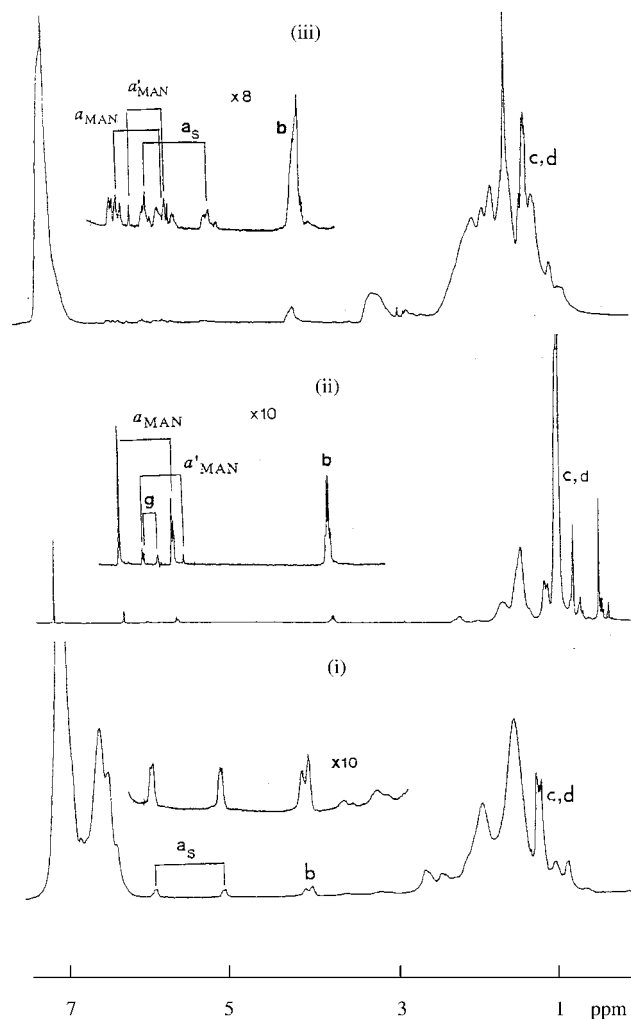 (iii)
a'MAN
aMAN
x8
as
b
c,d
(ii)
aMAN
x10
a'MAN
b
g
c,d
(i)
x10
c,d
as
b
7 5 3 1 ppm